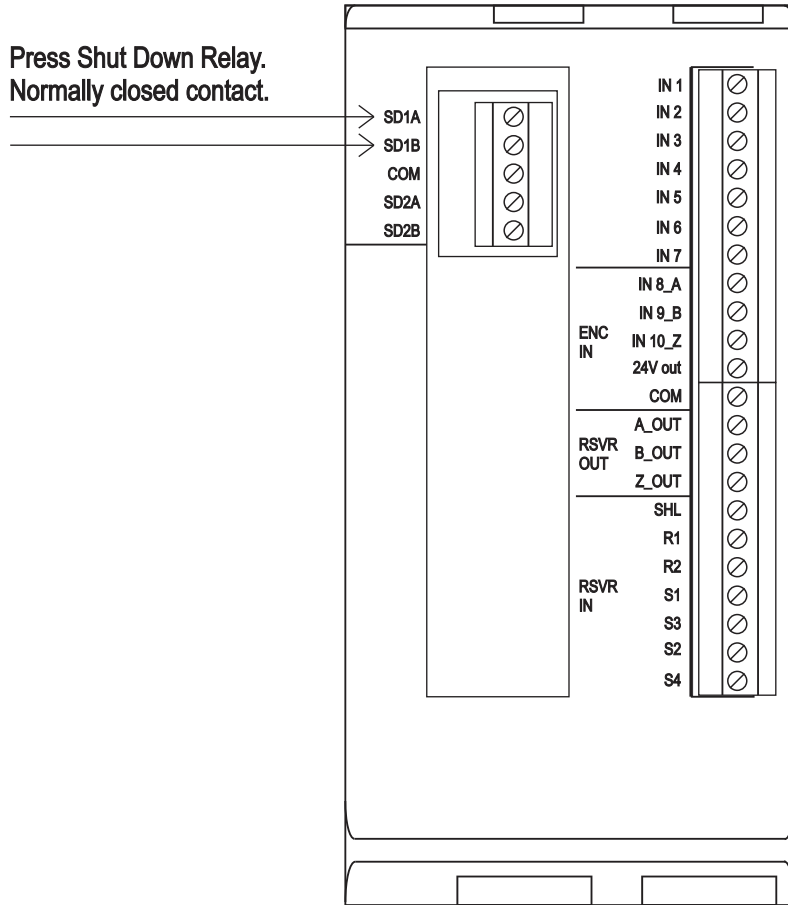 Press Shut Down Relay.
Normally closed contact.
SD1A
SD1B
COM
SD2A
SD2B
IN 1
IN 2
IN 3
IN 4
IN 5
IN 6
IN 7
ENC
IN
IN 8_A
IN 9_B
IN 10_Z
24V out
COM
RSVR
OUT
A_OUT
B_OUT
Z_OUT
RSVR
IN
SHL
R1
R2
S1
S3
S2
S4